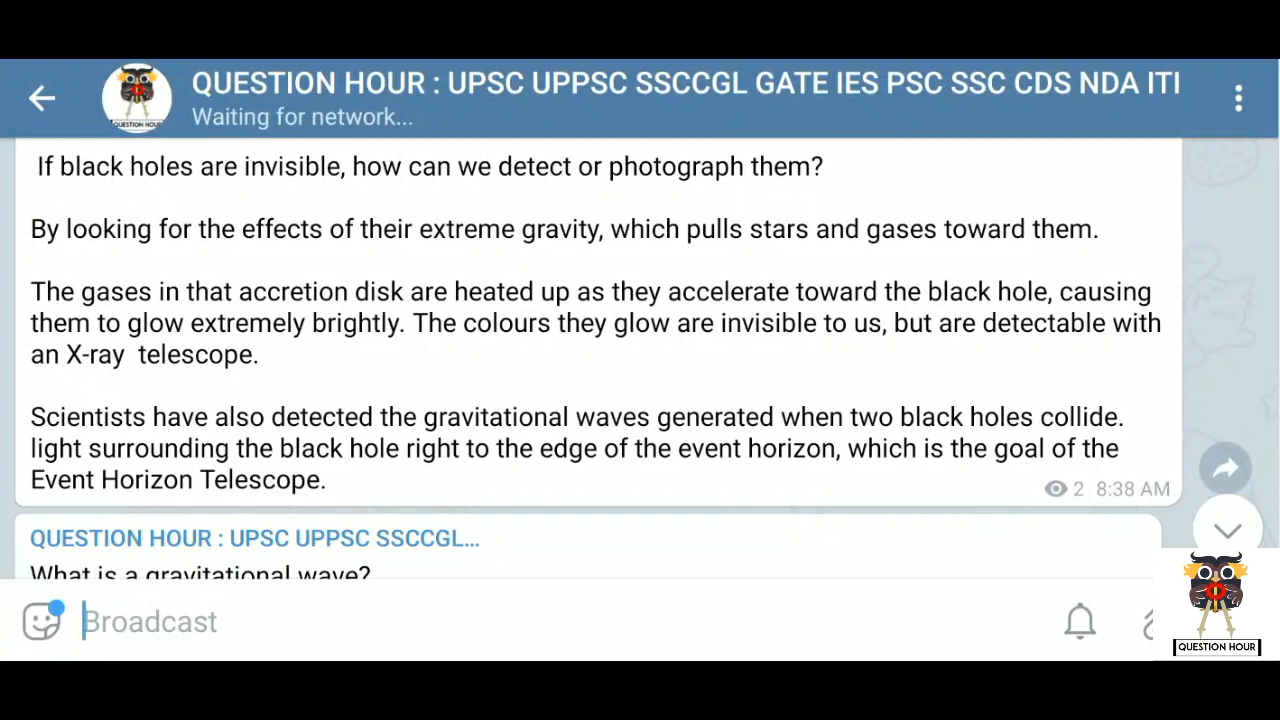 QUESTION HOUR : UPSC UPPSC SSCCGL GATE IES PSC SSC CDS NDA ITI
Waiting for network...
If black holes are invisible, how can we detect or photograph them?
By looking for the effects of their extreme gravity, which pulls stars and gases toward them.
The gases in that accretion disk are heated up as they accelerate toward the black hole, causing
them to glow extremely brightly. The colours they glow are invisible to us, but are detectable with
an X-ray telescope.
Scientists have also detected the gravitational waves generated when two black holes collide.
light surrounding the black hole right to the edge of the event horizon, which is the goal of the
Event Horizon Telescope.
2 8:38 AM
QUESTION HOUR : UPSC UPPSC SSCCGL...
What is a gravitational wave?
Broadcast
QUESTION HOUR
QUESTION HOUR